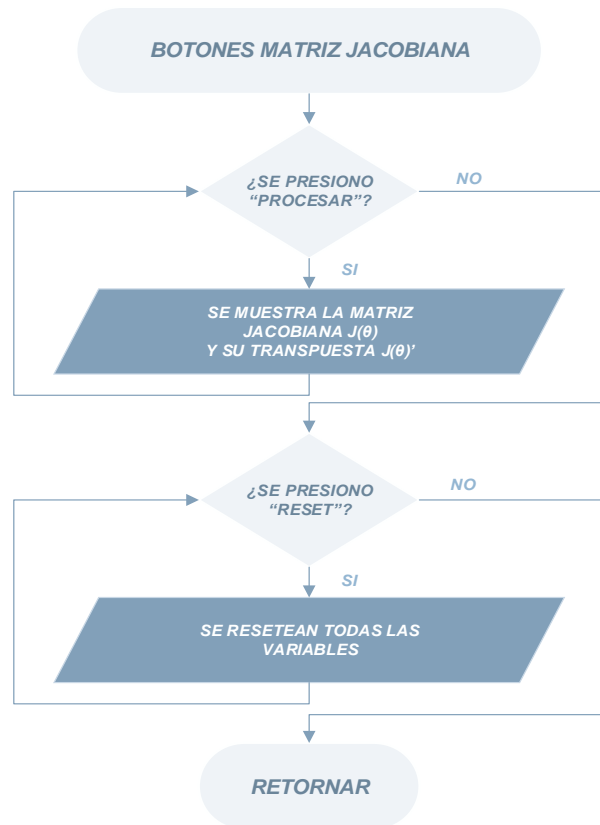 BOTONES MATRIZ JACOBIANA
¿SE PRESIONO
“PROCESAR”?
NO
SI
SE MUESTRA LA MATRIZ
JACOBIANA J(θ)
Y SU TRANSPUESTA J(θ)’
¿SE PRESIONO
“RESET”?
NO
SI
SE RESETEAN TODAS LAS
VARIABLES
RETORNAR